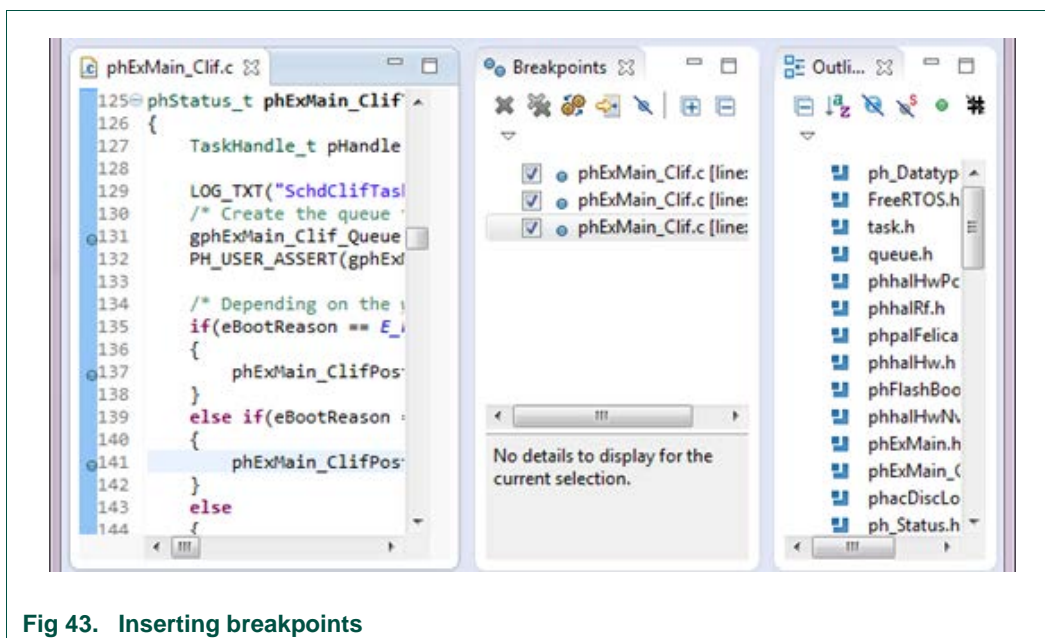 phExMain_Clif.c
125 phStatus_t phExMain_Clif
126 {
127 TaskHandle_t pHandle
128
129 LOG_TXT("SchdClifTas
130 /* Create the queue
131 gphExMain_Clif_Queue
132 PH_USER_ASSERT(gphEx
133
134 /* Depending on the
135 if(eBootReason == E_
136 {
137 phExMain_ClifPos
138 }
139 else if(eBootReason
140 {
141 phExMain_ClifPos
142 }
143 else
144 {
Breakpoints
phExMain_Clif.c [line:
phExMain_Clif.c [line:
phExMain_Clif.c [line:
No details to display for the
current selection.
Outli...
ph_Datatyp
FreeRTOS.h
task.h
queue.h
phhalHwPc
phhalRf.h
phpalFelica
phhalHw.h
phFlashBoo
phhalHwNv
phExMain.h
phExMain_C
phacDiscLo
ph_Status.h
Fig 43. Inserting breakpoints